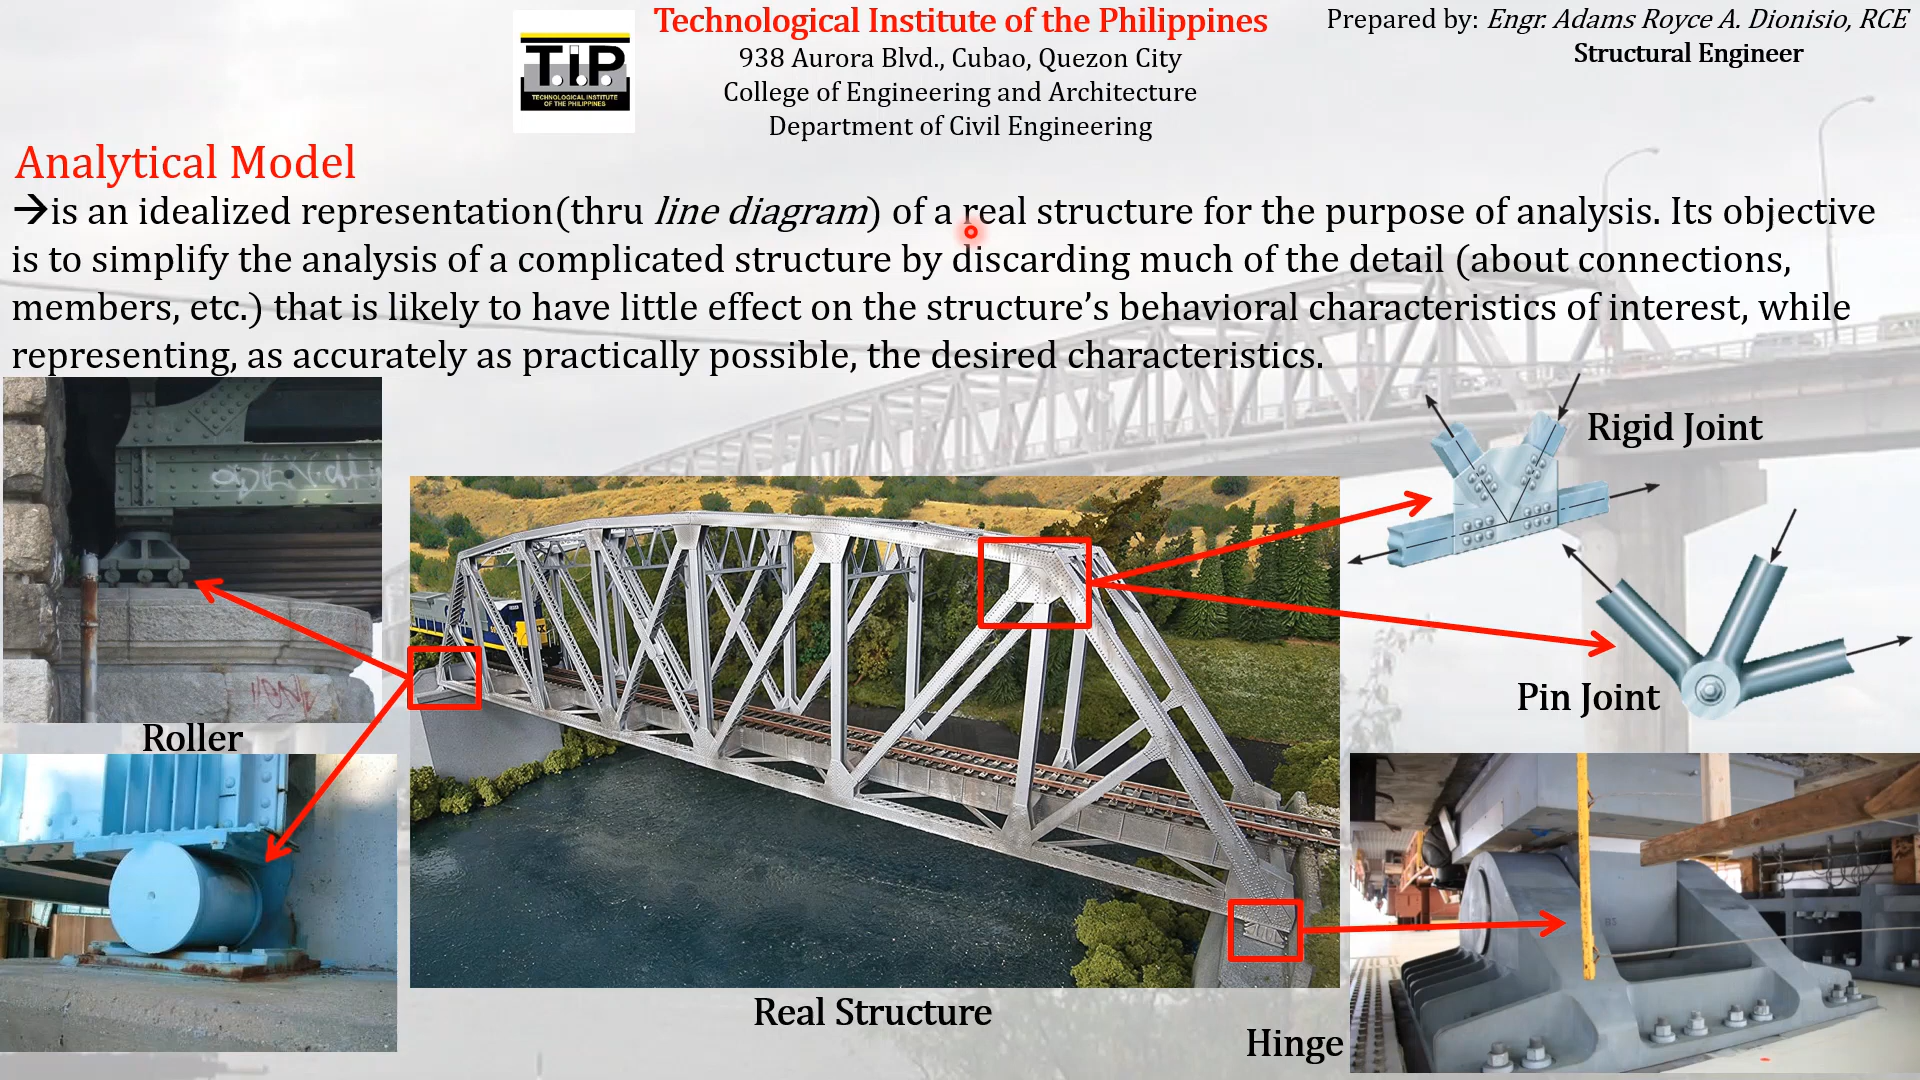 TIP
TECHNOLOGICAL INSTITUTE
OF THE PHILIPPINES
Technological Institute of the Philippines
938 Aurora Blvd., Cubao, Quezon City
College of Engineering and Architecture
Department of Civil Engineering
Prepared by: Engr. Adams Royce A. Dionisio, RCE
Structural Engineer
Analytical Model
→is an idealized representation(thru line diagram) of a real structure for the purpose of analysis. Its objective
is to simplify the analysis of a complicated structure by discarding much of the detail (about connections,
members, etc.) that is likely to have little effect on the structure’s behavioral characteristics of interest, while
representing, as accurately as practically possible, the desired characteristics.
Rigid Joint
Pin Joint
Roller
Real Structure
Hinge